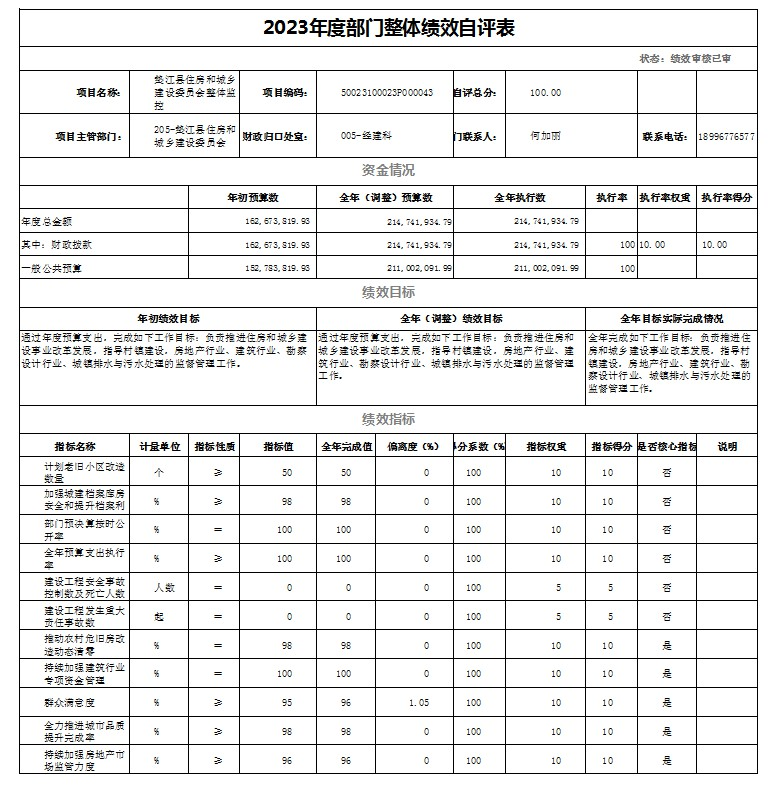 2023年度部门整体绩效自评表
状态：绩效审核已审
项目名称： 垫江县住房和城乡建设委员会整体监控 项目编码： 50023100023P000043 自评总分： 100.00
项目主管部门： 205-垫江县住房和城乡建设委员会 财政归口处室： 005-经建科 门联系人： 何加丽 联系电话： 18996776577
资金情况
年初预算数 全年（调整）预算数 全年执行数 执行率 执行率权重 执行率得分
年度总金额 162,673,819.93 214,741,934.79 214,741,934.79
其中：财政拨款 162,673,819.93 214,741,934.79 214,741,934.79 100 10.00 10.00
一般公共预算 152,783,819.93 211,002,091.99 211,002,091.99 100
绩效目标
年初绩效目标 全年（调整）绩效目标 全年目标实际完成情况
通过年度预算支出，完成如下工作目标：负责推进住房和城乡建设事业改革发展，指导村镇建设，房地产行业、建筑行业、勘察设计行业、城镇排水与污水处理的监督管理工作。
通过年度预算支出，完成如下工作目标：负责推进住房和城乡建设事业改革发展，指导村镇建设，房地产行业、建筑行业、勘察设计行业、城镇排水与污水处理的监督管理工作。
全年完成如下工作目标：负责推进住房和城乡建设事业改革发展，指导村镇建设，房地产行业、建筑行业、勘察设计行业、城镇排水与污水处理的监督管理工作。
绩效指标
指标名称 计量单位 指标性质 指标值 全年完成值 偏离度（%） 得分系数（% 指标权重 指标得分 是否核心指标 说明
计划老旧小区改造数量 个 ≥ 50 50 0 100 10 10 否
加强城建档案库房安全和提升档案利 % ≥ 98 98 0 100 10 10 否
部门预决算按时公开率 % ＝ 100 100 0 100 10 10 否
全年预算支出执行率 % ≥ 100 100 0 100 10 10 否
建设工程安全事故控制数及死亡人数 人数 ＝ 0 0 0 100 5 5 否
建设工程发生重大责任事故数 起 ＝ 0 0 0 100 5 5 否
推动农村危旧房改造动态清零 % ＝ 98 98 0 100 10 10 是
持续加强建筑行业专项资金管理 % ＝ 100 100 0 100 10 10 是
群众满意度 % ≥ 95 96 1.05 100 10 10 是
全力推进城市品质提升完成率 % ≥ 98 98 0 100 10 10 是
持续加强房地产市场监管力度 % ≥ 96 96 0 100 10 10 是